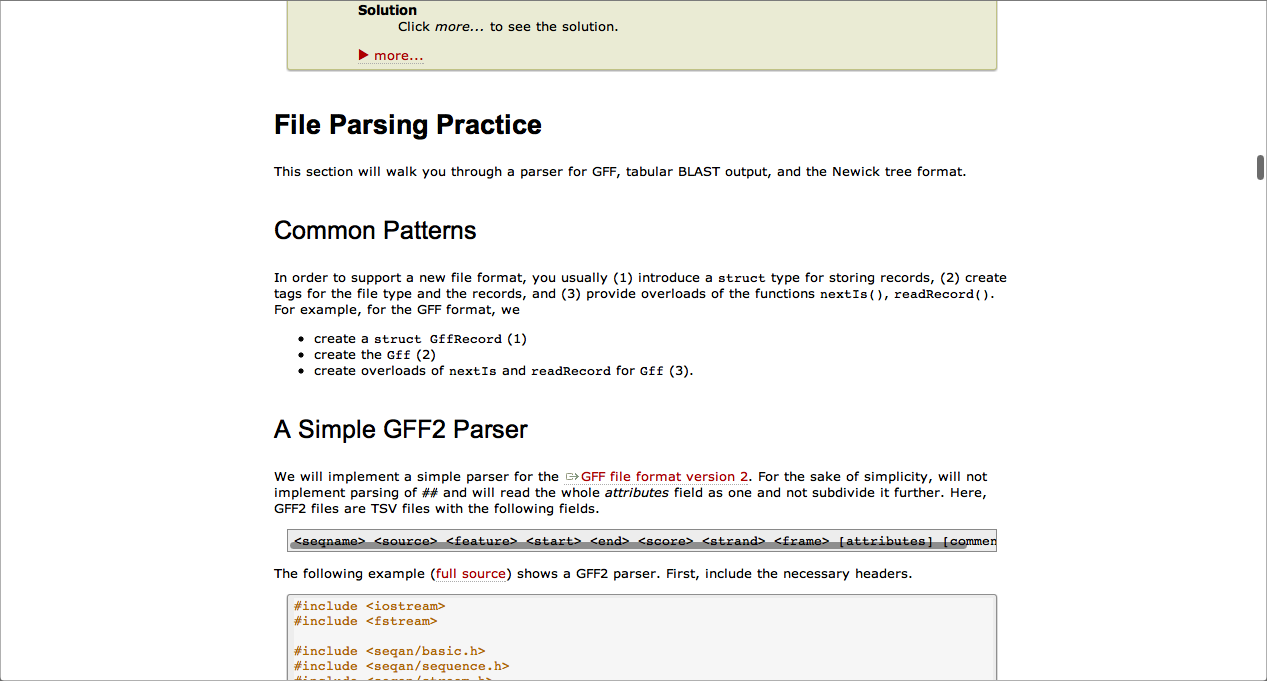 Solution
Click more... to see the solution.
more...
File Parsing Practice
This section will walk you through a parser for GFF, tabular BLAST output, and the Newick tree format.
Common Patterns
In order to support a new file format, you usually (1) introduce a struct type for storing records, (2) create
tags for the file type and the records, and (3) provide overloads of the functions nextIs(), readRecord().
For example, for the GFF format, we
• create a struct GffRecord (1)
• create the Gff (2)
• create overloads of nextIs and readRecord for Gff (3).
A Simple GFF2 Parser
We will implement a simple parser for the GFF file format version 2. For the sake of simplicity, will not
implement parsing of ## and will read the whole attributes field as one and not subdivide it further. Here,
GFF2 files are TSV files with the following fields.
<seqname> <source> <feature> <start> <end> <score> <strand> <frame> [attributes] [commen
The following example (full source) shows a GFF2 parser. First, include the necessary headers.
#include <iostream>
#include <fstream>
#include <seqan/basic.h>
#include <seqan/sequence.h>
#include <seqan/stream.h>